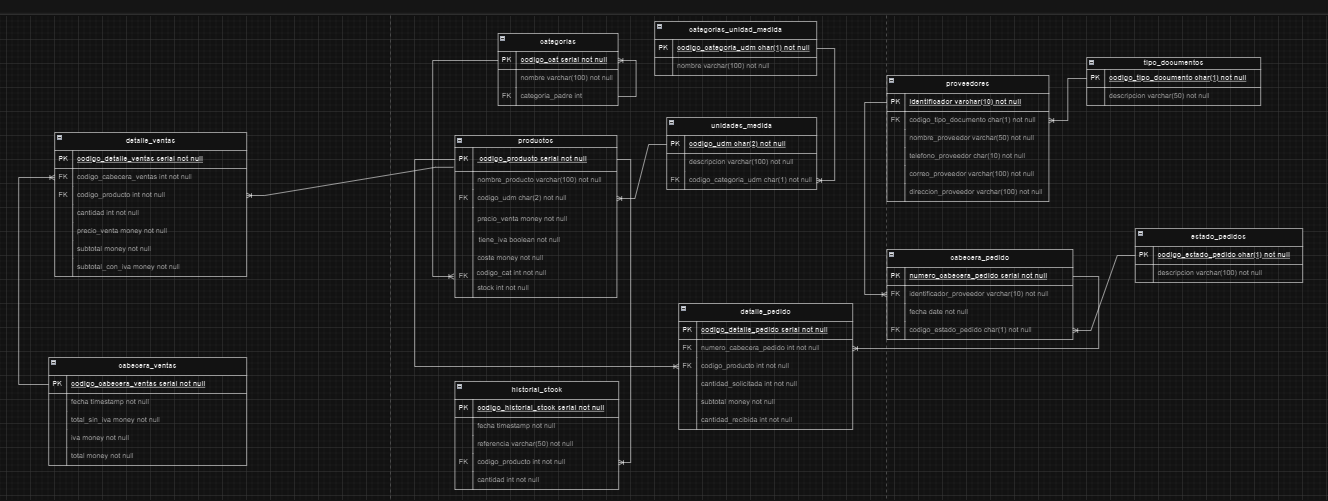 categorias
PK codigo_cat serial not null
nombre varchar(100) not null
FK categoria_padre int
categorias_unidad_medida
PK codigo_categoria_udm char(1) not null
nombre varchar(100) not null
proveedores
PK identificador varchar(10) not null
FK codigo_tipo_documento char(1) not null
nombre_proveedor varchar(50) not null
telefono_proveedor char(10) not null
correo_proveedor varchar(100) not null
direccion_proveedor varchar(100) not null
tipo_documentos
PK codigo_tipo_documento char(1) not null
descripcion varchar(50) not null
detalle_ventas
PK codigo_detalle_ventas serial not null
FK codigo_cabecera_ventas int not null
FK codigo_producto int not null
cantidad int not null
precio_venta money not null
subtotal money not null
subtotal_con_iva money not null
productos
PK codigo_producto serial not null
nombre_producto varchar(100) not null
FK codigo_udm char(2) not null
precio_venta money not null
tiene_iva boolean not null
coste money not null
FK codigo_cat int not null
stock int not null
unidades_medida
PK codigo_udm char(2) not null
descripcion varchar(100) not null
FK codigo_categoria_udm char(1) not null
cabecera_pedido
PK numero_cabecera_pedido serial not null
FK identificador_proveedor varchar(10) not null
fecha date not null
FK codigo_estado_pedido char(1) not null
estado_pedidos
PK codigo_estado_pedido char(1) not null
descripcion varchar(100) not null
detalle_pedido
PK codigo_detalle_pedido serial not null
FK numero_cabecera_pedido int not null
FK codigo_producto int not null
cantidad_solicitada int not null
subtotal money not null
cantidad_recibida int not null
cabecera_ventas
PK codigo_cabecera_ventas serial not null
fecha timestamp not null
total_sin_iva money not null
iva money not null
total money not null
historial_stock
PK codigo_historial_stock serial not null
fecha timestamp not null
referencia varchar(50) not null
FK codigo_producto int not null
cantidad int not null